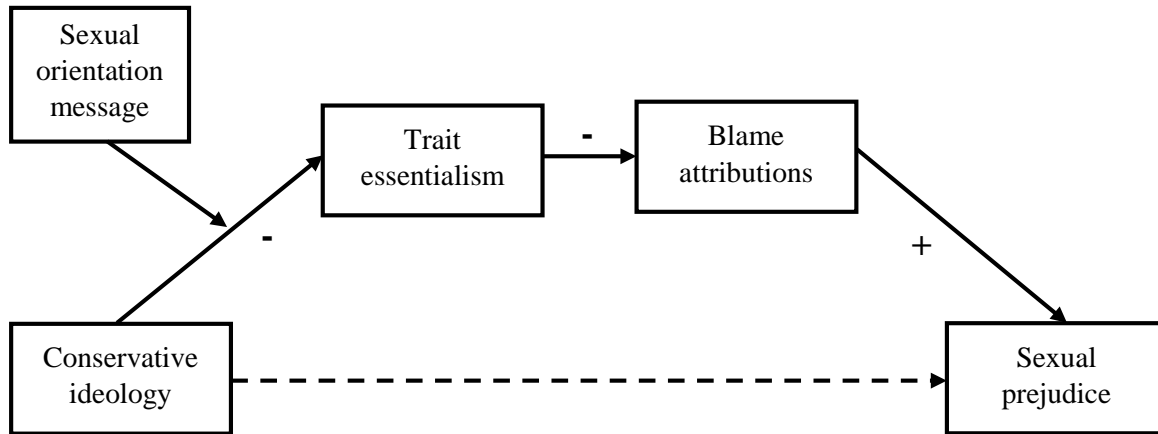 Sexual
orientation
message
Trait
essentialism
-
Blame
attributions
-
+
Conservative
ideology
Sexual
prejudice